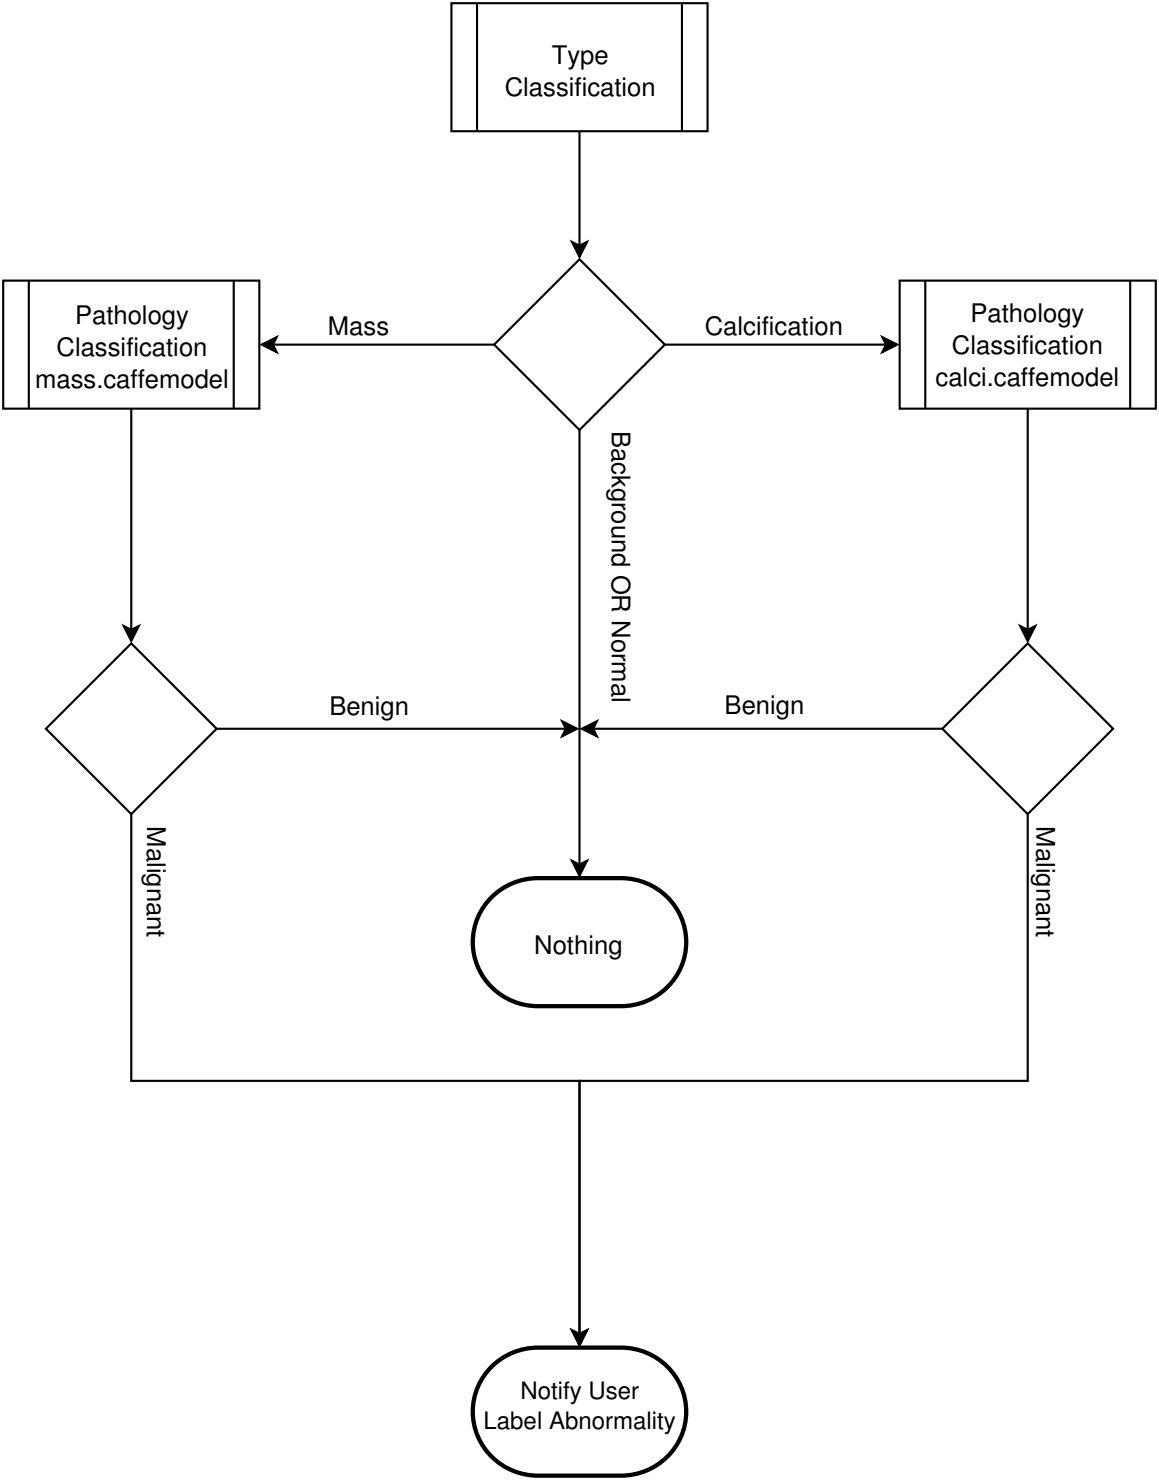 Type
Classification
Pathology
Classification
mass.caffemodel
Mass
Calcification
Pathology
Classification
calci.caffemodel
Background OR Normal
Benign
Benign
Malignant
Malignant
Nothing
Notify User
Label Abnormality